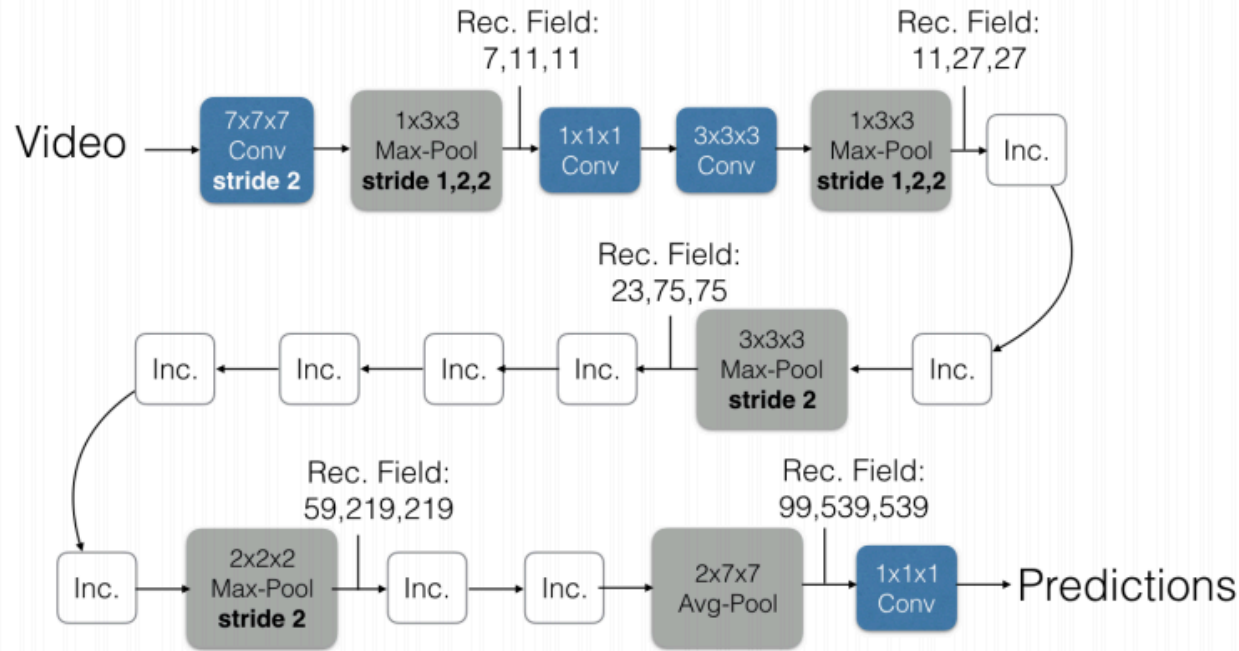 Rec. Field:
7,11,11
Rec. Field:
11,27,27
Video
7x7x7
Conv
stride 2
1x3x3
Max-Pool
stride 1,2,2
1x1x1
Conv
3x3x3
Conv
1x3x3
Max-Pool
stride 1,2,2
Inc.
Rec. Field:
23,75,75
Inc.
Inc.
Inc.
Inc.
3x3x3
Max-Pool
stride 2
Inc.
Rec. Field:
59,219,219
Rec. Field:
99,539,539
Inc.
2x2x2
Max-Pool
stride 2
Inc.
Inc.
2x7x7
Avg-Pool
1x1x1
Conv
Predictions